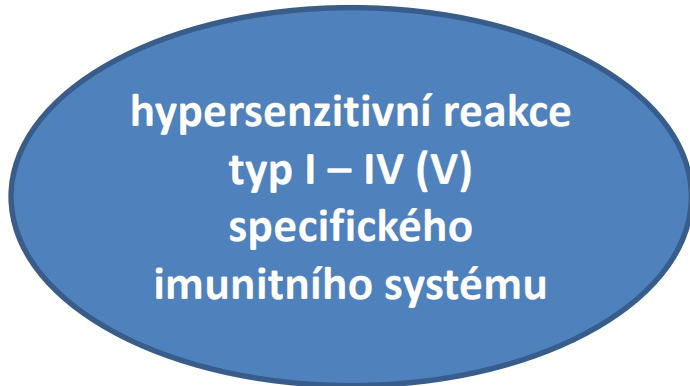 hypersenzitivní reakce
typ I – IV (V)
specifického
imunitního systému